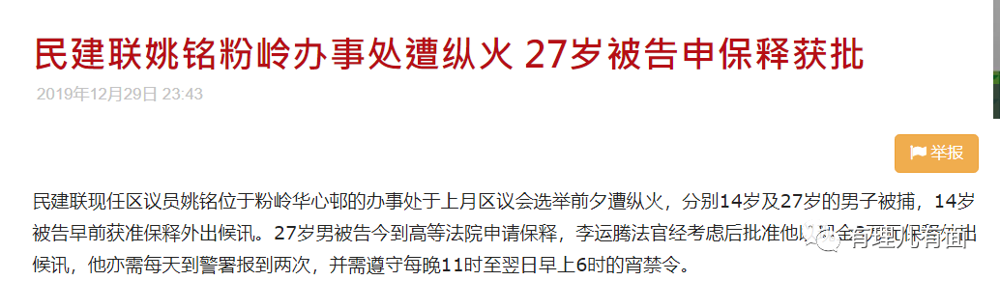 民建联姚铭粉岭办事处遭纵火 27岁被告申保释获批
2019年12月29日 23:43
举报
民建联现任区议员姚铭位于粉岭华心邨的办事处于上月区议会选举前夕遭纵火，分别14岁及27岁的男子被捕，14岁
被告早前获准保释外出候讯。27岁男被告今到高等法院申请保释，李运腾法官经考虑后批准他以现金万元保释外出
候讯，他亦需每天到警署报到两次，并需遵守每晚11时至翌日早上6时的宵禁令。
有理儿有面